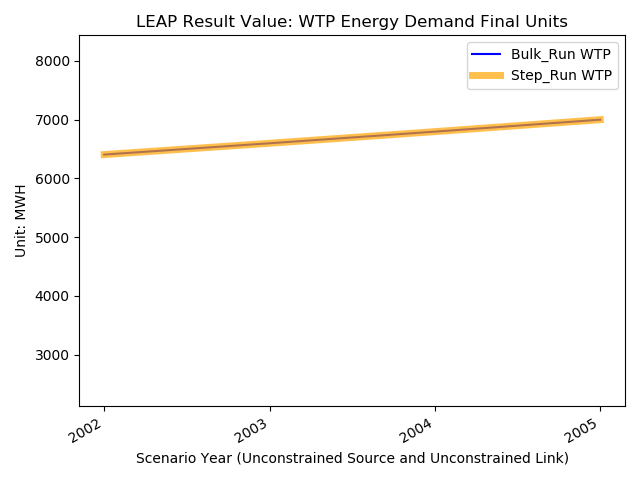 LEAP Result Value: WTP Energy Demand Final Units
Bulk_Run WTP
Step_Run WTP
8000
7000
6000
5000
4000
3000
Unit: MWH
2002
2003
2004
2005
Scenario Year (Unconstrained Source and Unconstrained Link)